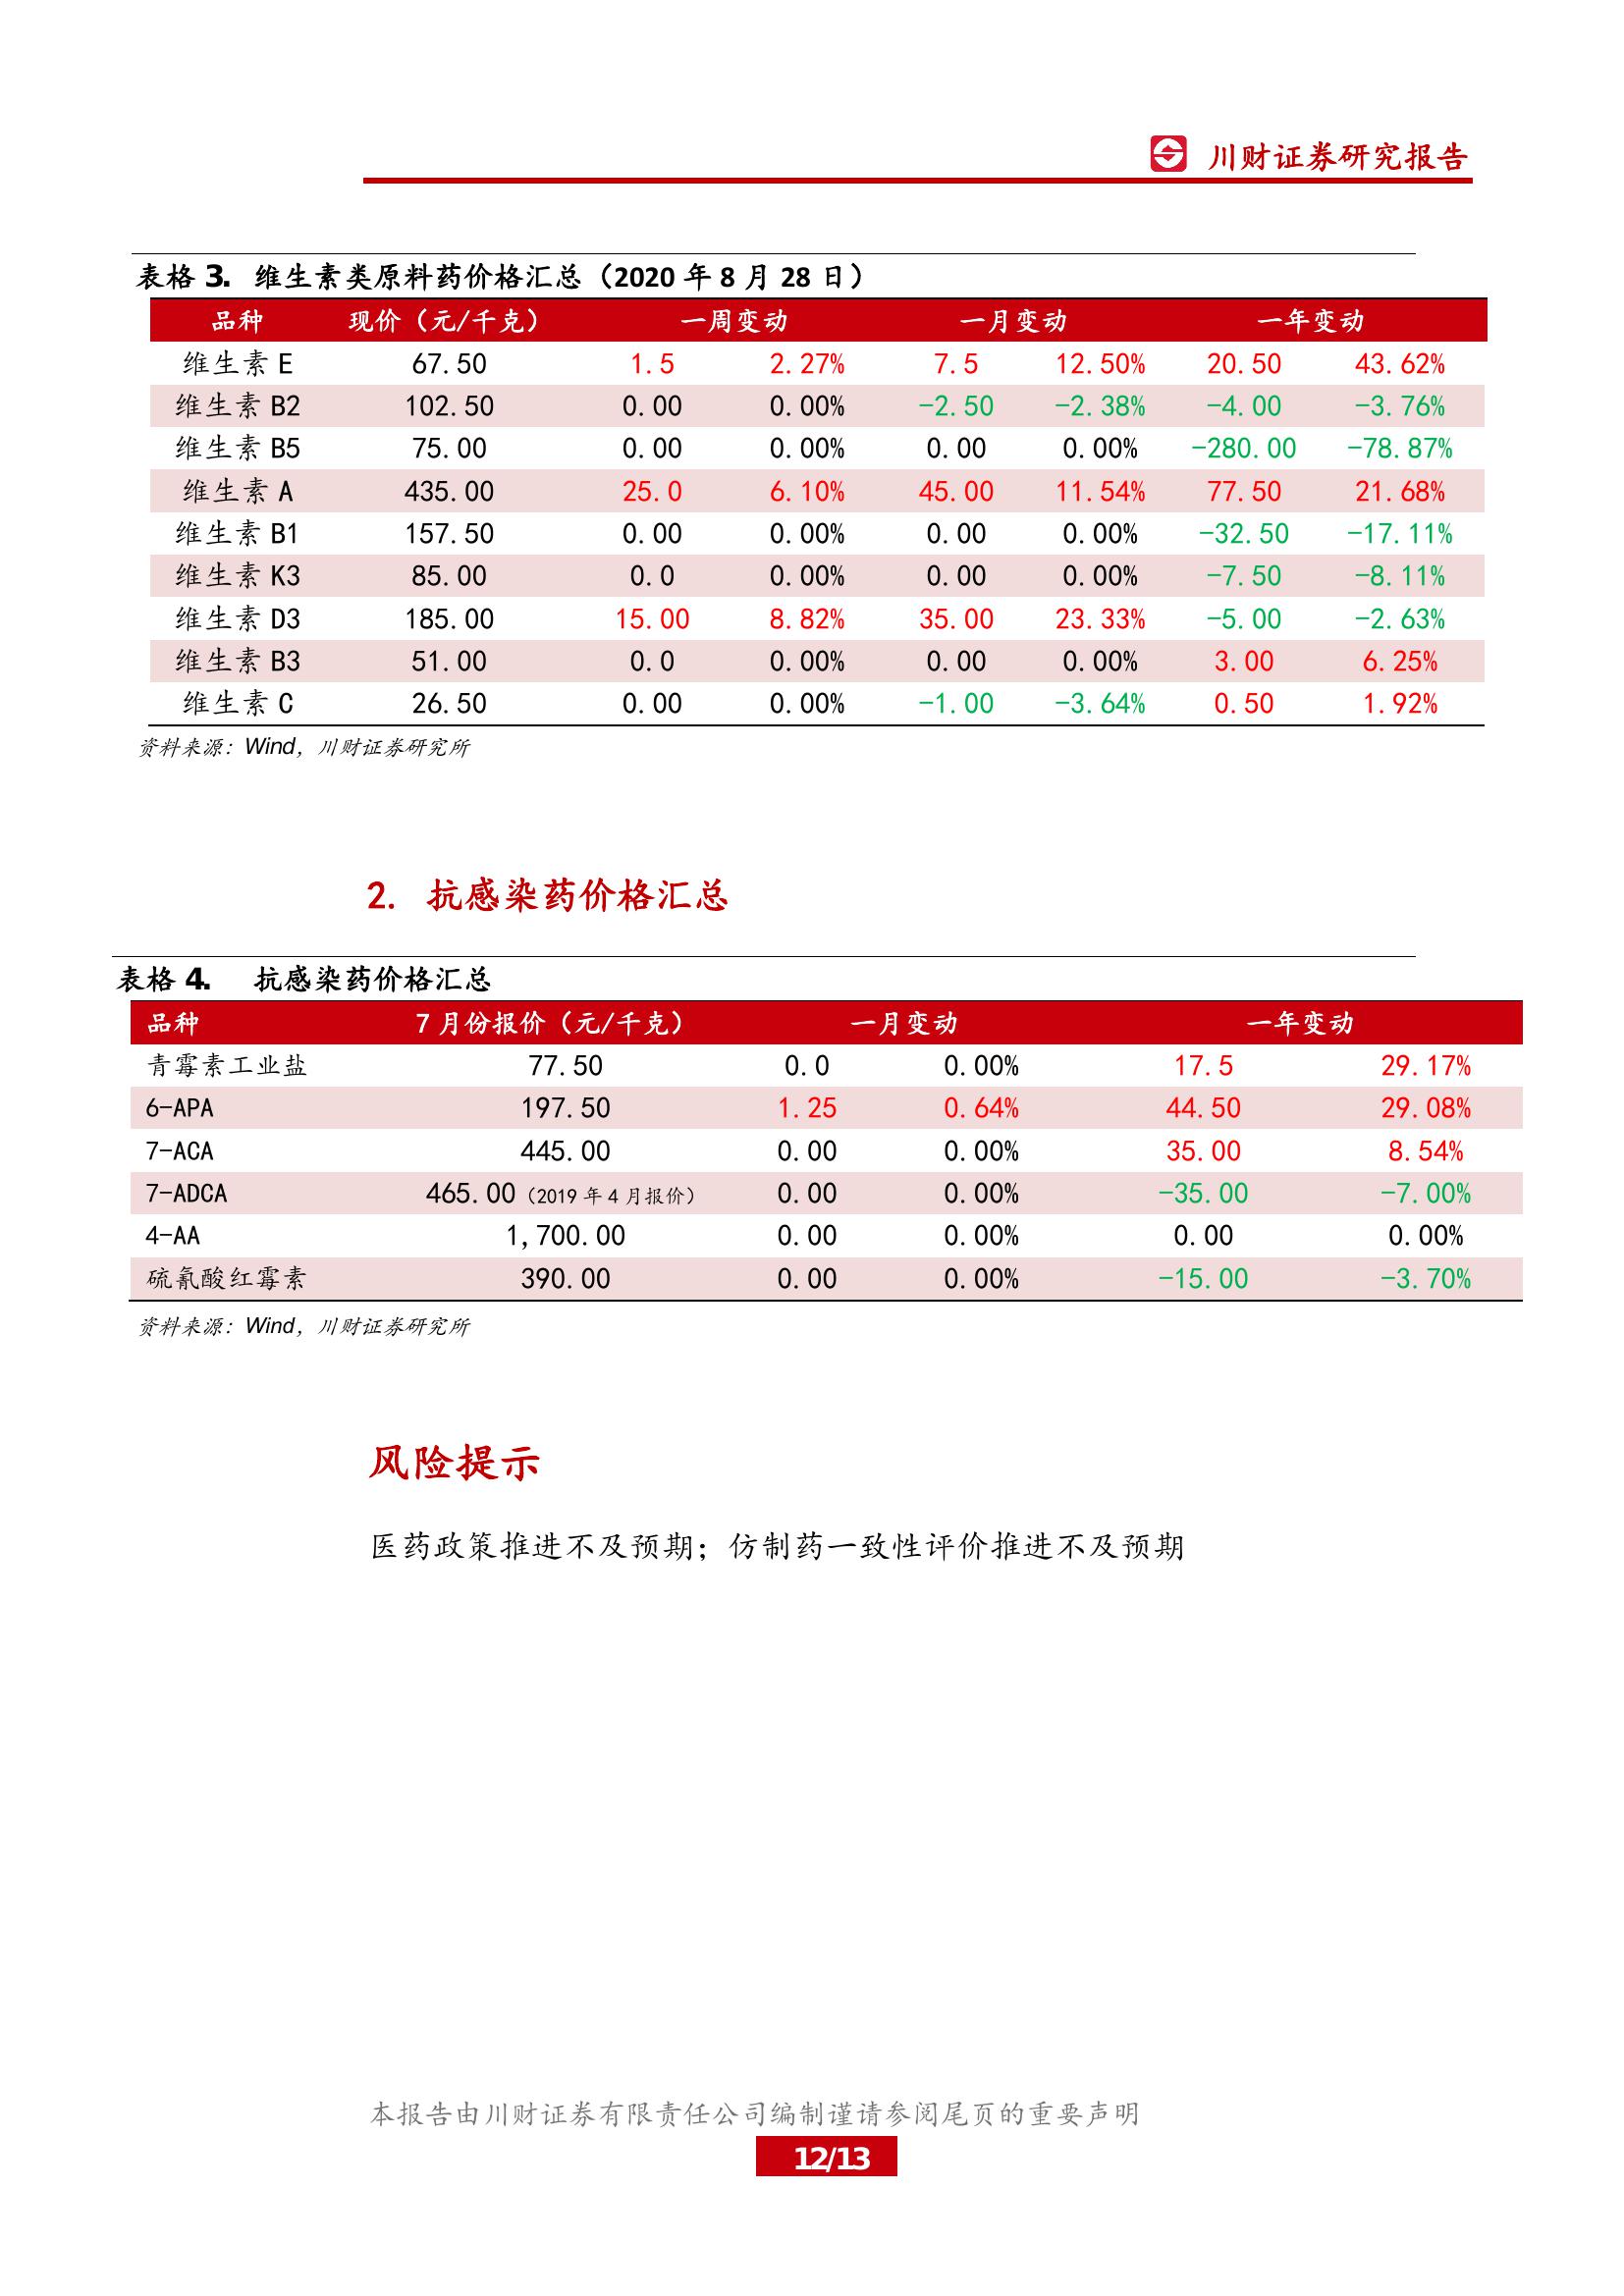 川财证券研究报告
表格 3. 维生素类原料药价格汇总（2020 年 8 月 28 日）
品种 现价（元/千克） 一周变动 一月变动 一年变动
维生素 E 67.50 1.5 2.27% 7.5 12.50% 20.50 43.62%
维生素 B2 102.50 0.00 0.00% -2.50 -2.38% -4.00 -3.76%
维生素 B5 75.00 0.00 0.00% 0.00 0.00% -280.00 -78.87%
维生素 A 435.00 25.0 6.10% 45.00 11.54% 77.50 21.68%
维生素 B1 157.50 0.00 0.00% 0.00 0.00% -32.50 -17.11%
维生素 K3 85.00 0.0 0.00% 0.00 0.00% -7.50 -8.11%
维生素 D3 185.00 15.00 8.82% 35.00 23.33% -5.00 -2.63%
维生素 B3 51.00 0.0 0.00% 0.00 0.00% 3.00 6.25%
维生素 C 26.50 0.00 0.00% -1.00 -3.64% 0.50 1.92%
资料来源：Wind，川财证券研究所
2. 抗感染药价格汇总
表格 4. 抗感染药价格汇总
品种 7 月份报价（元/千克） 一月变动 一年变动
青霉素工业盐 77.50 0.0 0.00% 17.5 29.17%
6-APA 197.50 1.25 0.64% 44.50 29.08%
7-ACA 445.00 0.00 0.00% 35.00 8.54%
7-ADCA 465.00（2019 年 4 月报价） 0.00 0.00% -35.00 -7.00%
4-AA 1,700.00 0.00 0.00% 0.00 0.00%
硫氰酸红霉素 390.00 0.00 0.00% -15.00 -3.70%
资料来源：Wind，川财证券研究所
风险提示
医药政策推进不及预期；仿制药一致性评价推进不及预期
本报告由川财证券有限责任公司编制谨请参阅尾页的重要声明
12/13